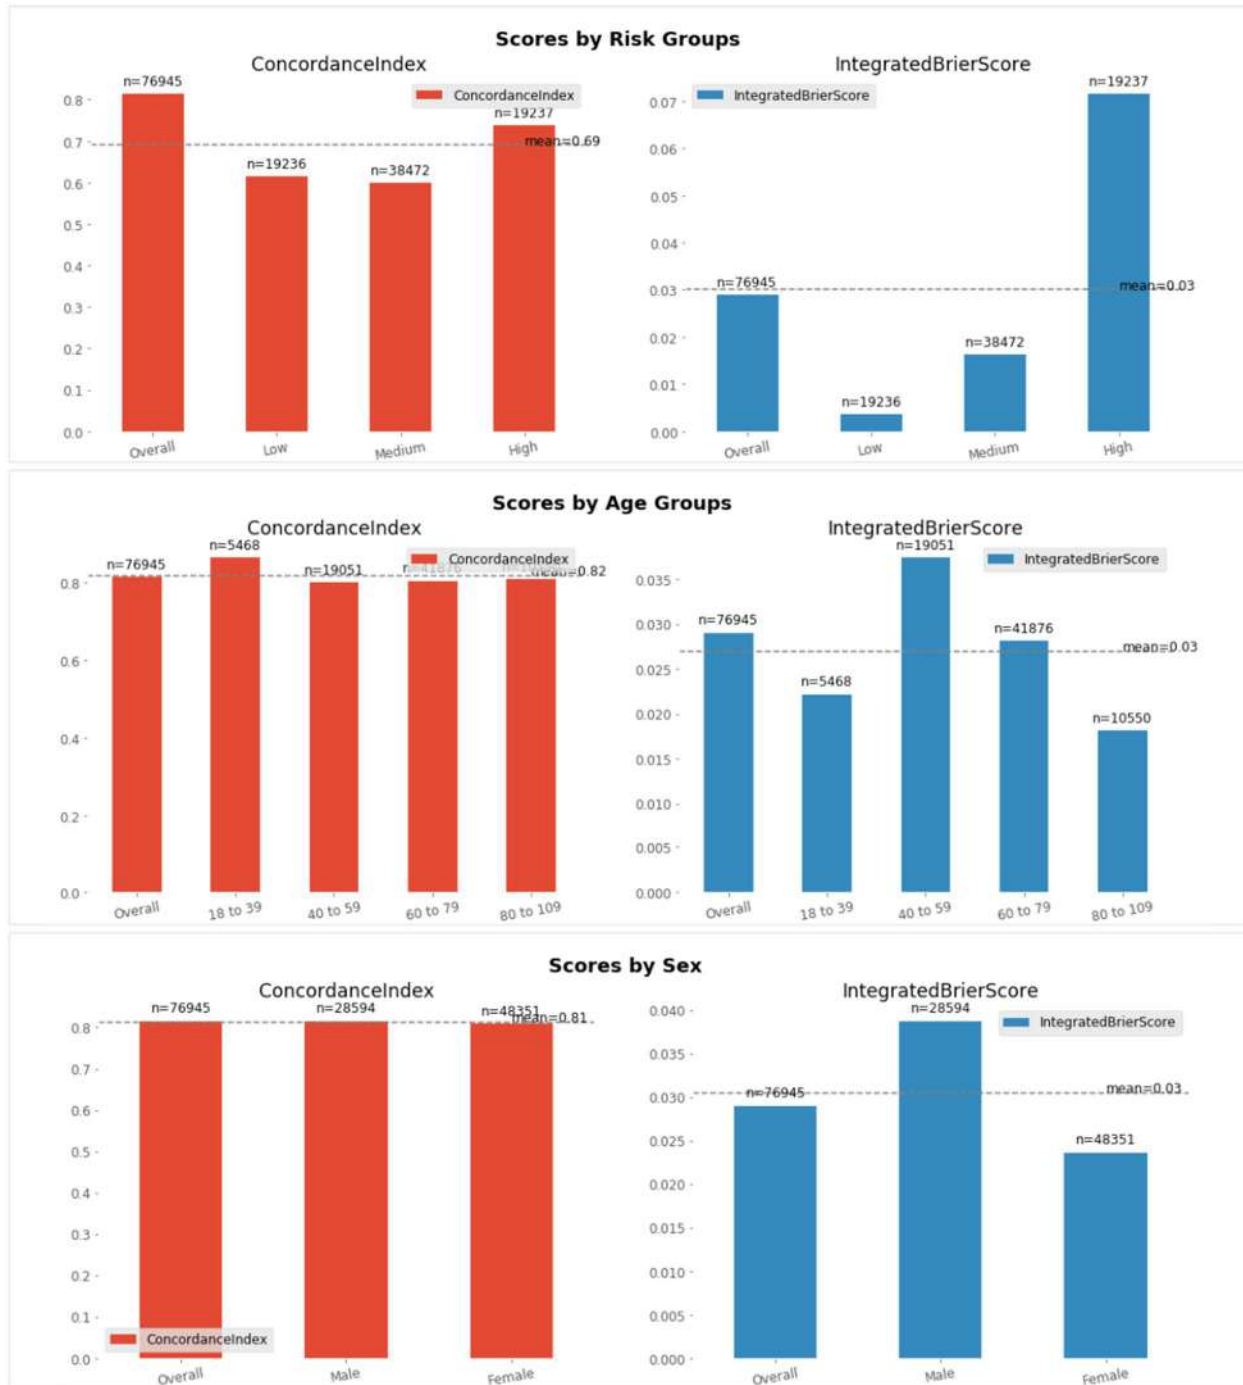 Scores by Risk Groups
ConcordanceIndex
n=76945
ConcordanceIndex
n=19237
mean=0.69
n=19236
n=38472
0.8
0.7
0.6
0.5
0.4
0.3
0.2
0.1
0.0
Overall
Low
Medium
High
IntegratedBrierScore
IntegratedBrierScore
n=19237
mean=0.03
n=76945
n=38472
n=19236
0.07
0.06
0.05
0.04
0.03
0.02
0.01
0.00
Overall
Low
Medium
High
Scores by Age Groups
ConcordanceIndex
n=5468
ConcordanceIndex
n=76945
n=19051
n=41876
mean=0.82
0.8
0.6
0.4
0.2
0.0
Overall
18 to 39
40 to 59
60 to 79
80 to 109
IntegratedBrierScore
n=19051
IntegratedBrierScore
n=76945
n=41876
mean=0.03
n=5468
n=10550
0.035
0.030
0.025
0.020
0.015
0.010
0.005
0.000
Overall
18 to 39
40 to 59
60 to 79
80 to 109
Scores by Sex
ConcordanceIndex
n=76945
n=28594
n=48351
mean=0.81
0.8
0.7
0.6
0.5
0.4
0.3
0.2
0.1
0.0
ConcordanceIndex
Overall
Male
Female
IntegratedBrierScore
n=28594
IntegratedBrierScore
mean=0.03
n=76945
n=48351
0.040
0.035
0.030
0.025
0.020
0.015
0.010
0.005
0.000
Overall
Male
Female